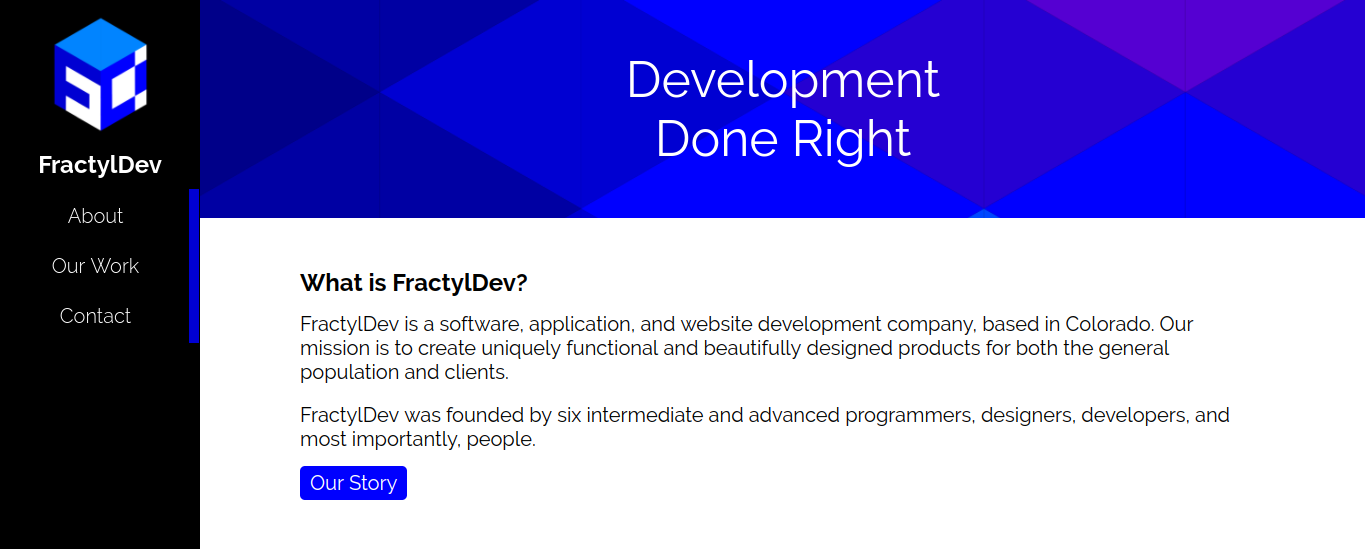 FractylDev
About
Our Work
Contact
Development
Done Right
What is FractylDev?
FractylDev is a software, application, and website development company, based in Colorado. Our
mission is to create uniquely functional and beautifully designed products for both the general
population and clients.
FractylDev was founded by six intermediate and advanced programmers, designers, developers, and
most importantly, people.
Our Story